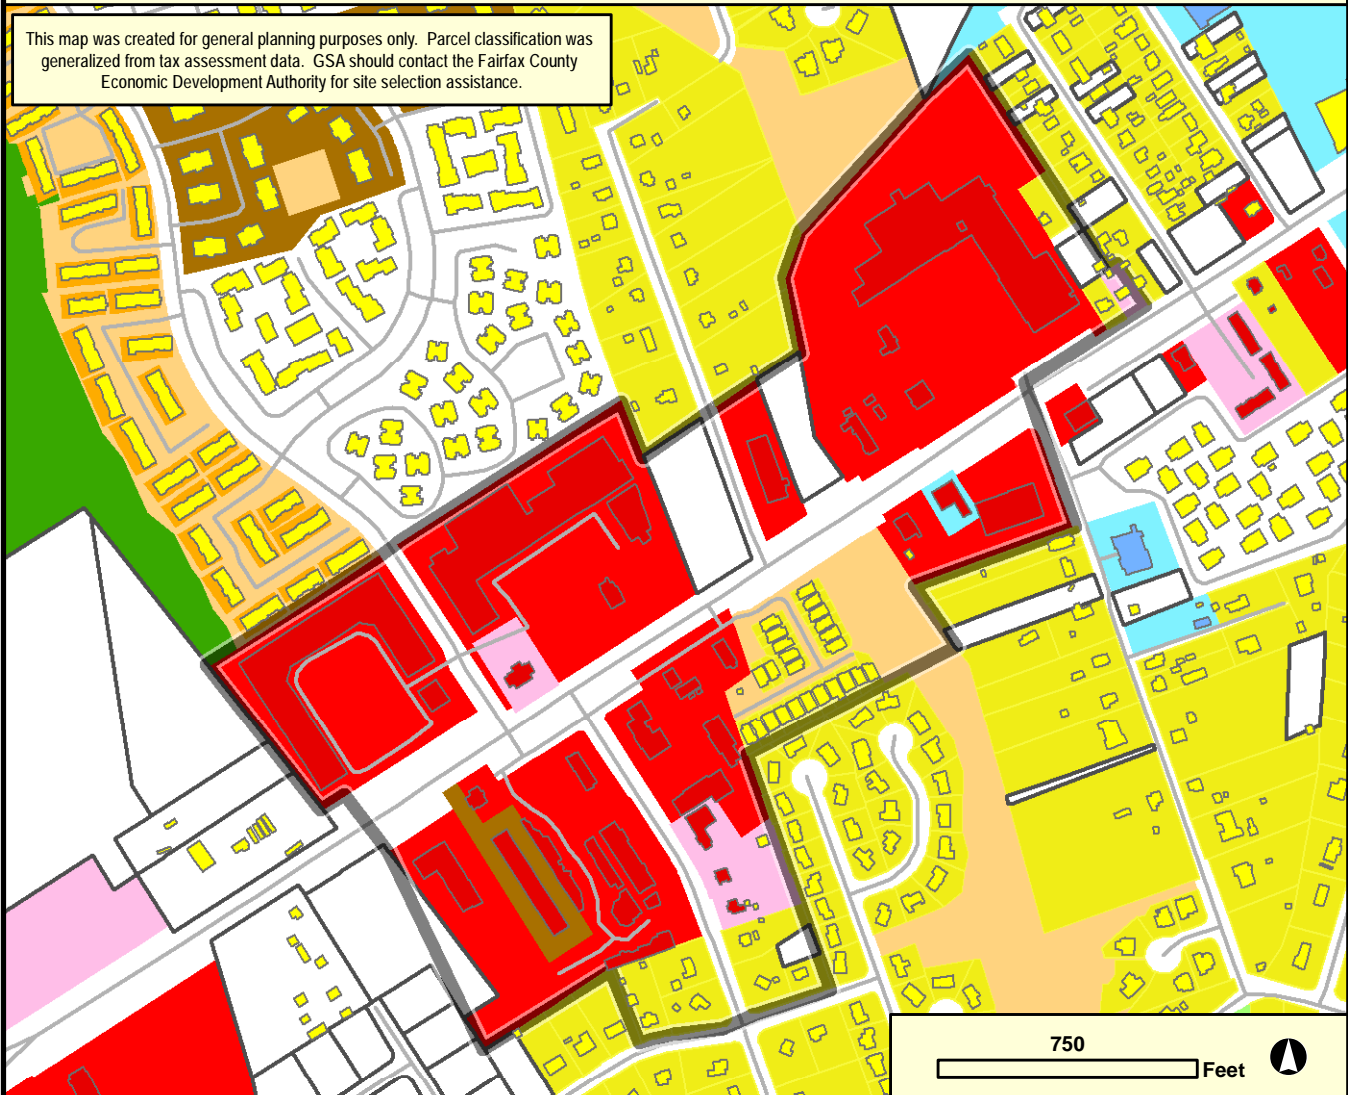 This map was created for general planning purposes only. Parcel classification was
generalized from tax assessment data. GSA should contact the Fairfax County
Economic Development Authority for site selection assistance.
750
Feet